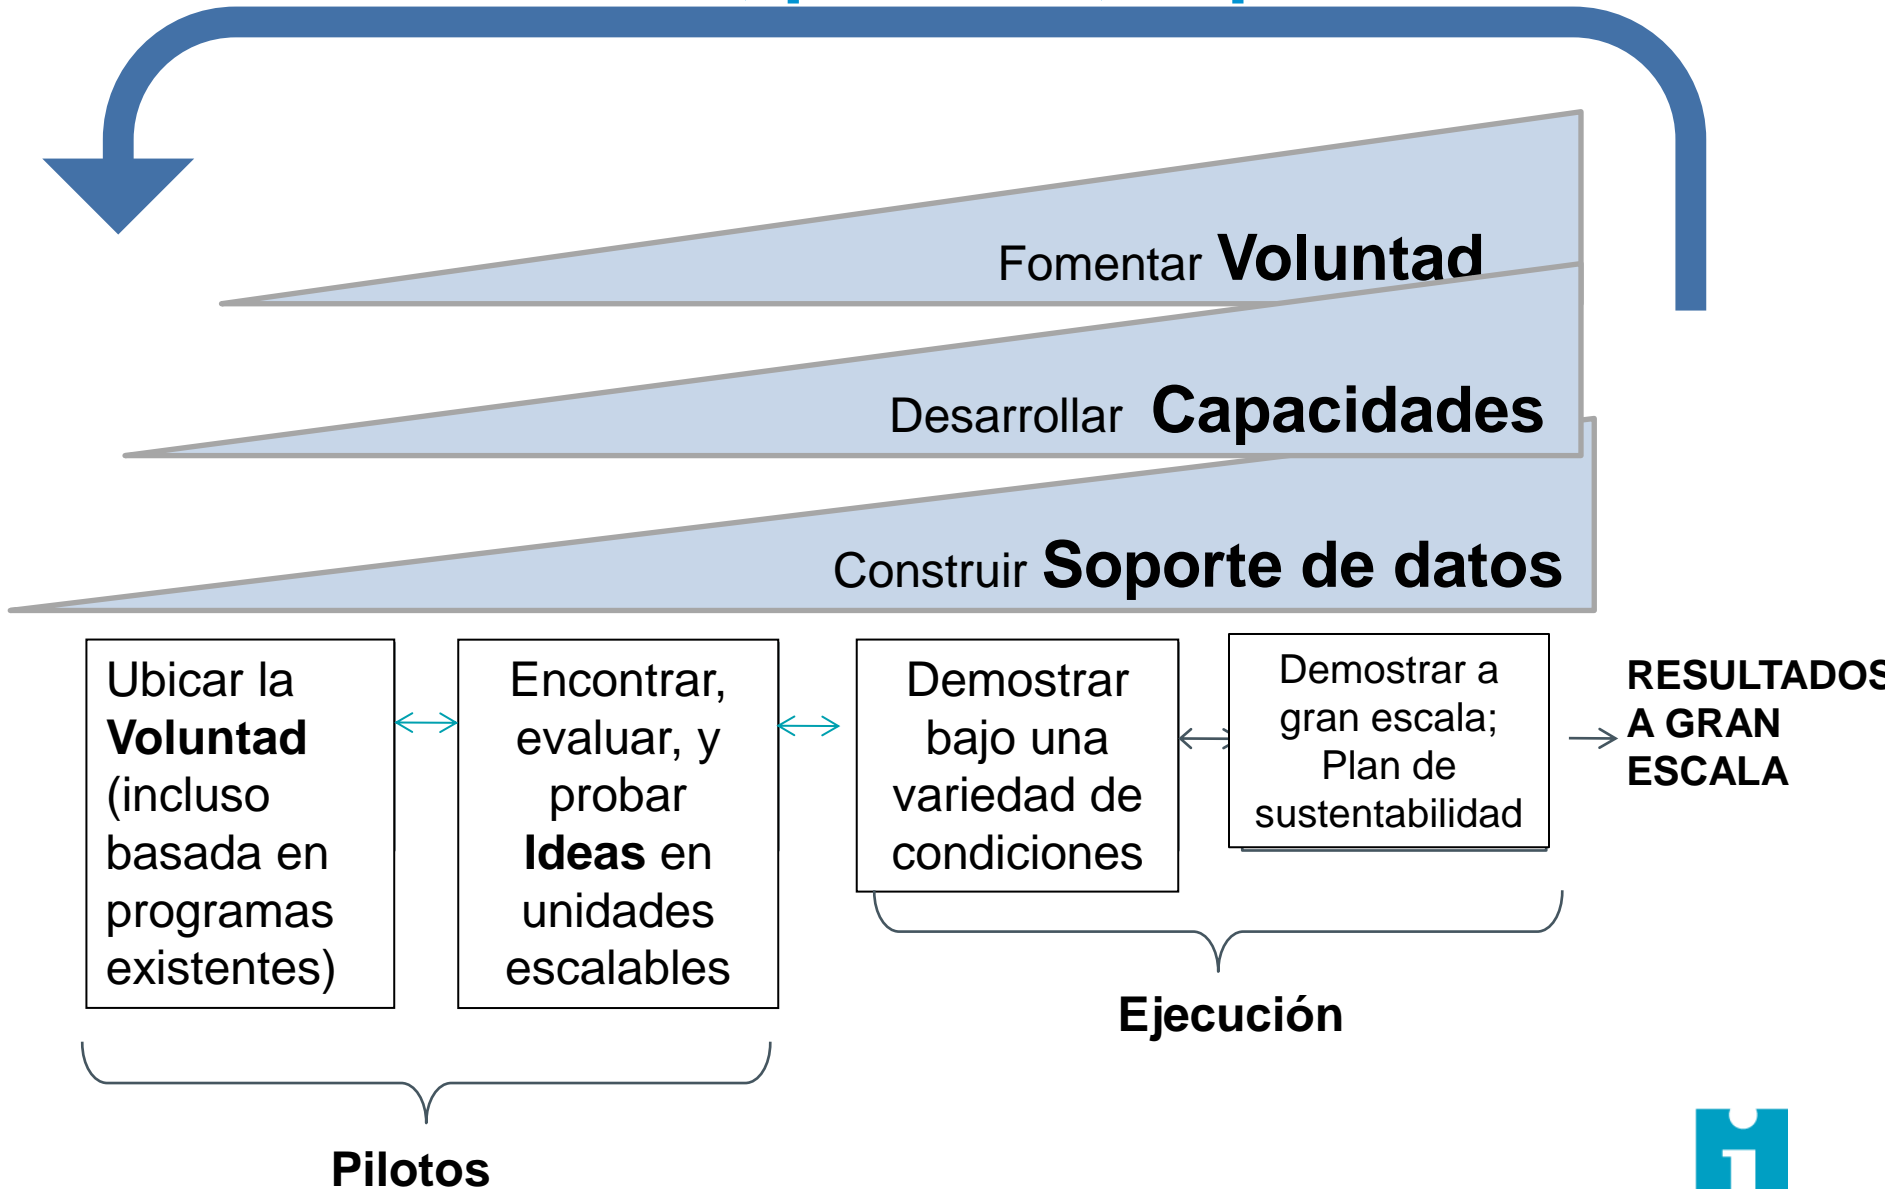 Fomentar Voluntad
Desarrollar Capacidades
Construir Soporte de datos
Ubicar la
Voluntad
(incluso
basada en
programas
existentes)
Encontrar,
evaluar, y
probar
Ideas en
unidades
escalables
Demostrar
bajo una
variedad de
condiciones
Demostrar a
gran escala;
Plan de
sustentabilidad
RESULTADOS
A GRAN
ESCALA
Ejecución
Pilotos